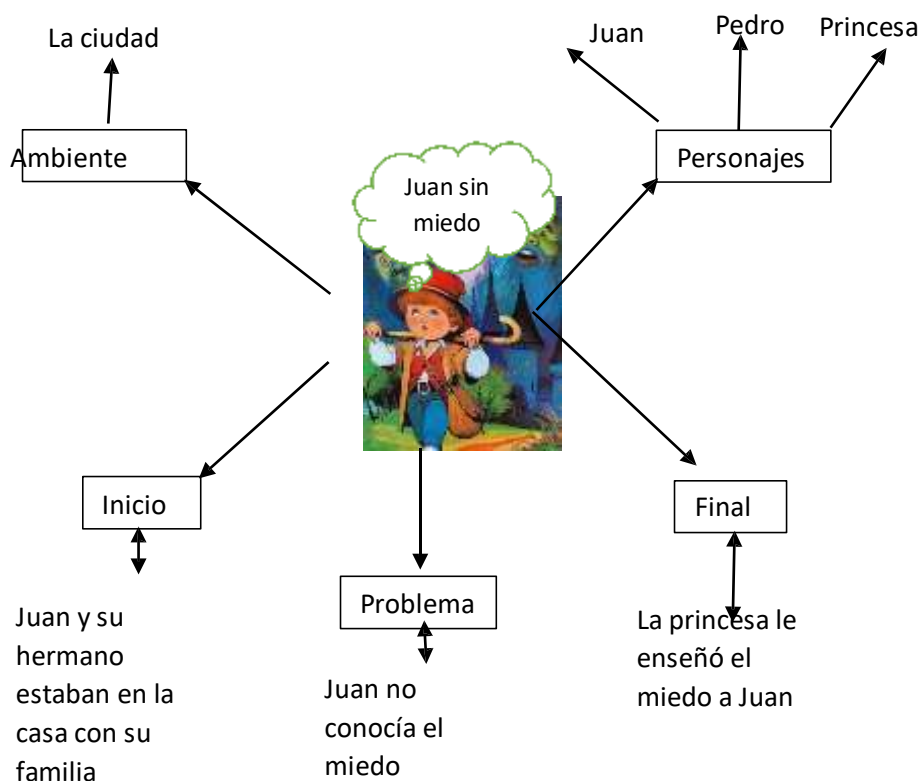 La ciudad
Juan
Pedro
Princesa
Ambiente
Personajes
Juan sin
miedo
Inicio
Final
Problema
Juan y su
hermano
estaban en la
casa con su
familia
Juan no
conocía el
miedo
La princesa le
enseñó el
miedo a Juan